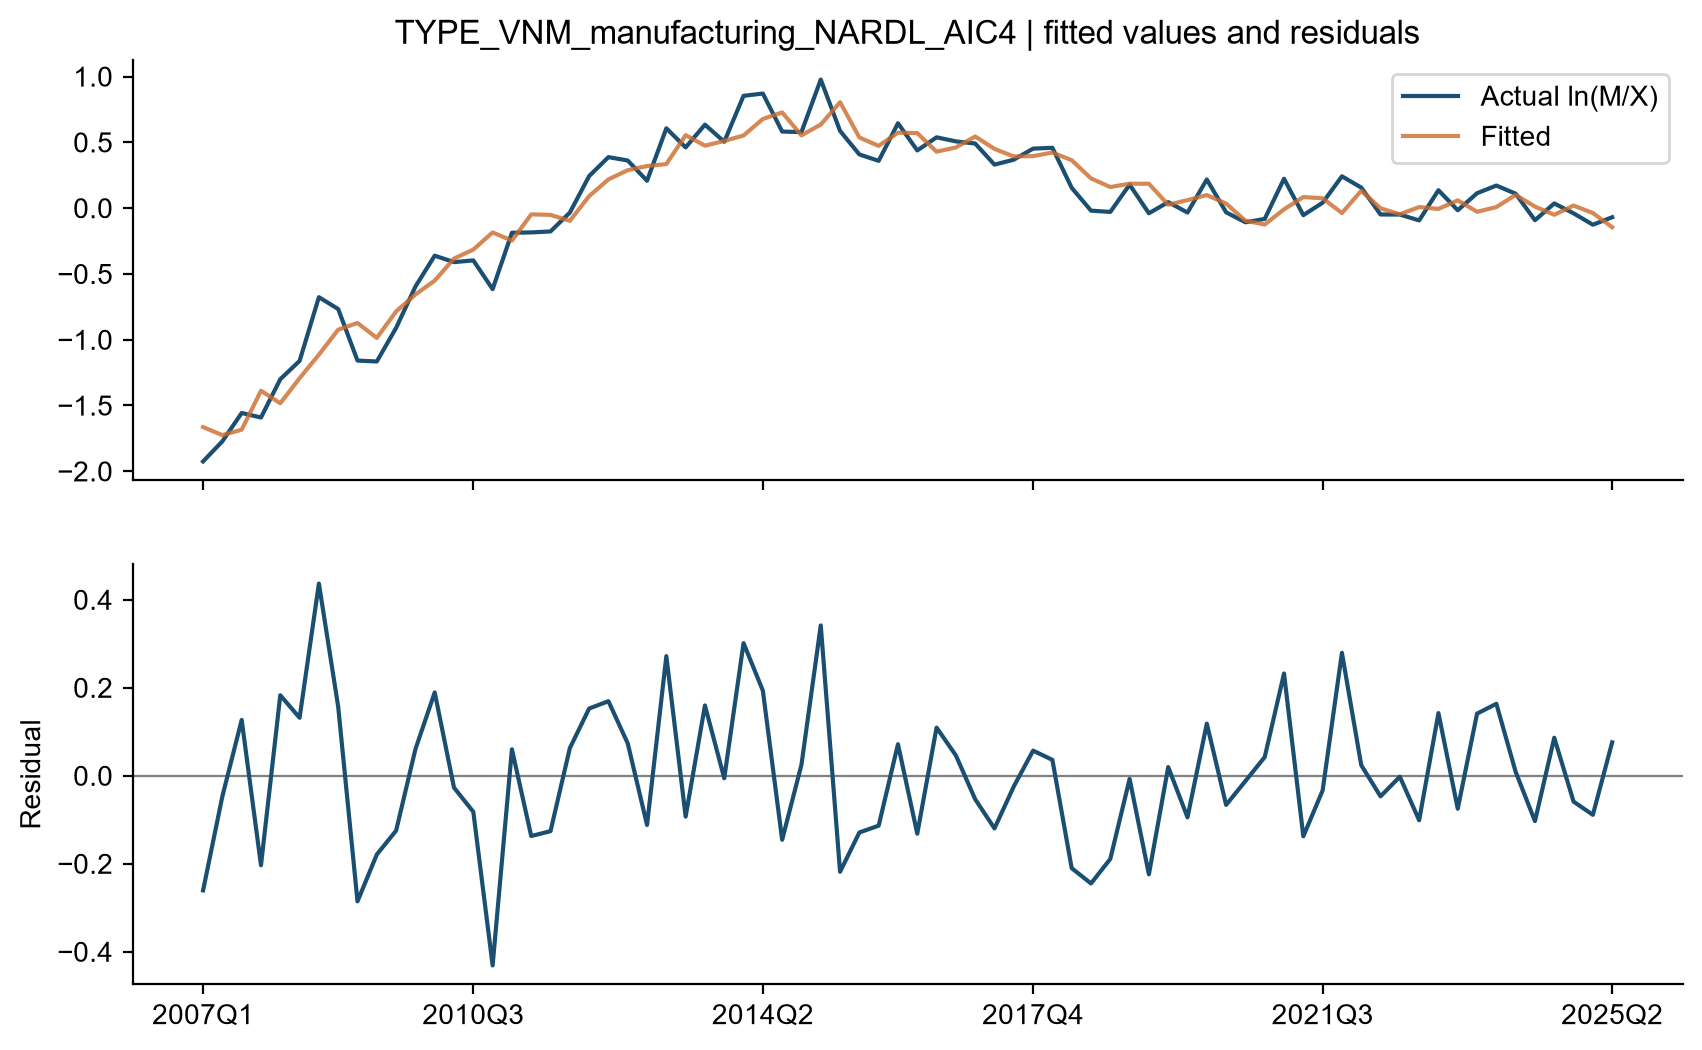 TYPE_VNM_manufacturing_NARDL_AIC4 | fitted values and residuals
1.0
0.5
0.0
−0.5
−1.0
−1.5
−2.0
Actual ln(M/X)
Fitted
Residual
0.4
0.2
0.0
−0.2
−0.4
2007Q1 2010Q3 2014Q2 2017Q4 2021Q3 2025Q2